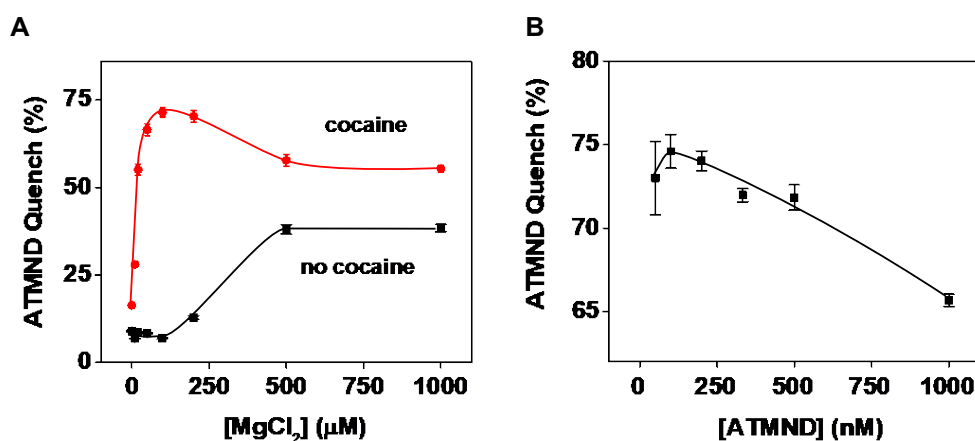 A
ATMND Quench (%)
75
50
25
0
cocaine
no cocaine
0 250 500 750 1000
[MgCl₂] (μM)
B
ATMND Quench (%)
80
75
70
65
0 250 500 750 1000
[ATMND] (nM)